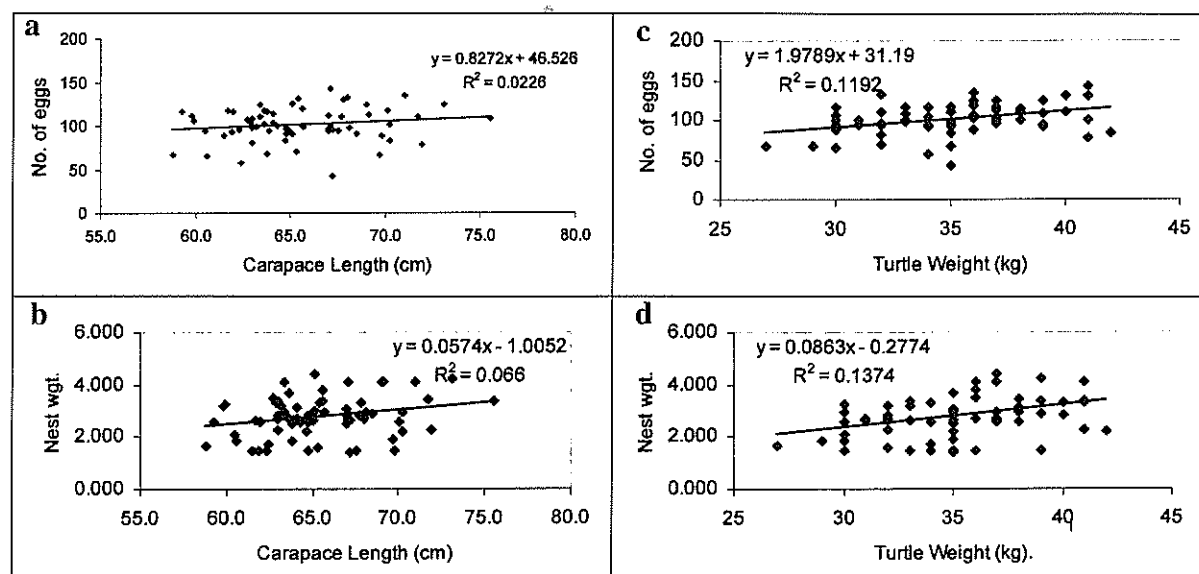 a
200
150
100
50
0
No. of eggs
y = 0.8272x + 46.526
R² = 0.0226
55.0 60.0 65.0 70.0 75.0 80.0
Carapace Length (cm)
c
200
150
100
50
0
No. of eggs
y = 1.9789x + 31.19
R² = 0.1192
25 30 35 40 45
Turtle Weight (kg)
b
6.000
4.000
2.000
0.000
Nest wgt.
y = 0.0574x - 1.0052
R² = 0.066
55.0 60.0 65.0 70.0 75.0 80.0
Carapace Length (cm)
d
6.000
4.000
2.000
0.000
Nest wgt.
y = 0.0863x - 0.2774
R² = 0.1374
25 30 35 40 45
Turtle Weight (kg).